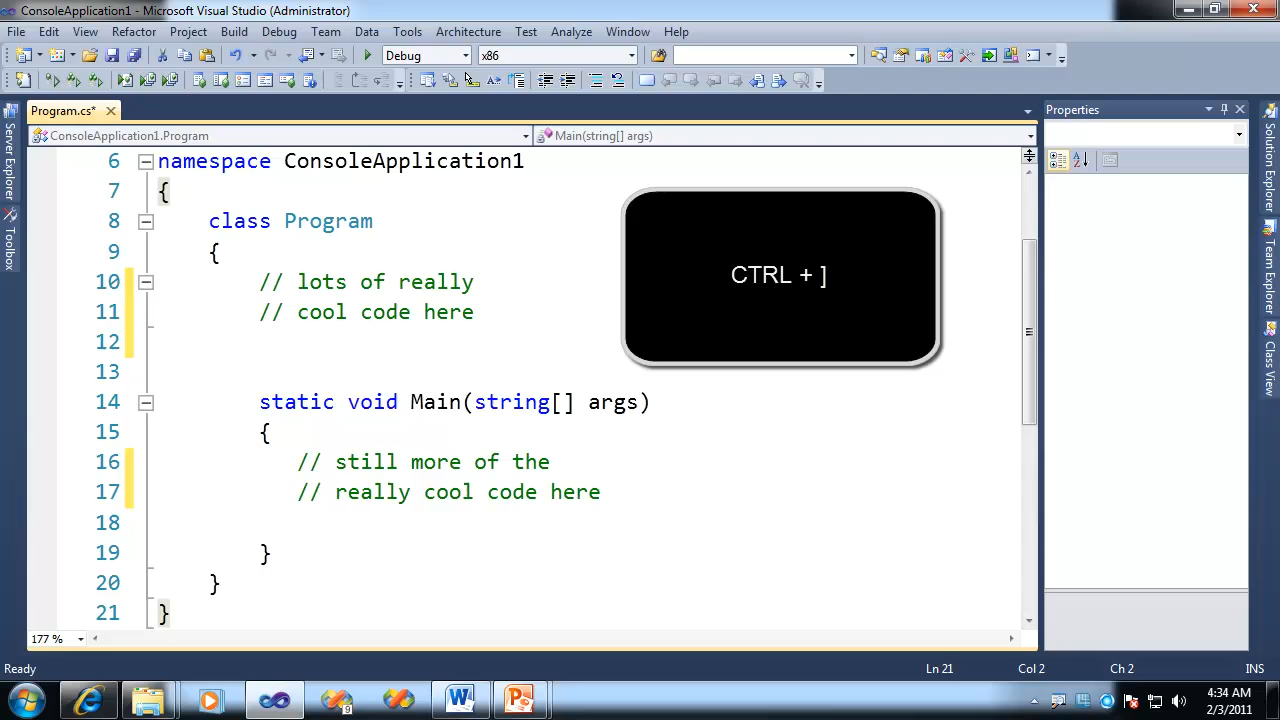 ConsoleApplication1 - Microsoft Visual Studio (Administrator)
File Edit View Refactor Project Build Debug Team Data Tools Architecture Test Analyze Window Help
Debug x86
Program.cs*
ConsoleApplication1.Program Main(string[] args)
6 namespace ConsoleApplication1
7 {
8 class Program
9 {
10 // lots of really
11 // cool code here
12
13
14 static void Main(string[] args)
15 {
16 // still more of the
17 // really cool code here
18
19 }
20 }
21 }
CTRL + ]
177 %
Server Explorer
Toolbox
Properties
Solution Explorer
Team Explorer
Class View
Ready Ln 21 Col 2 Ch 2 INS
9
4:34 AM
2/3/2011